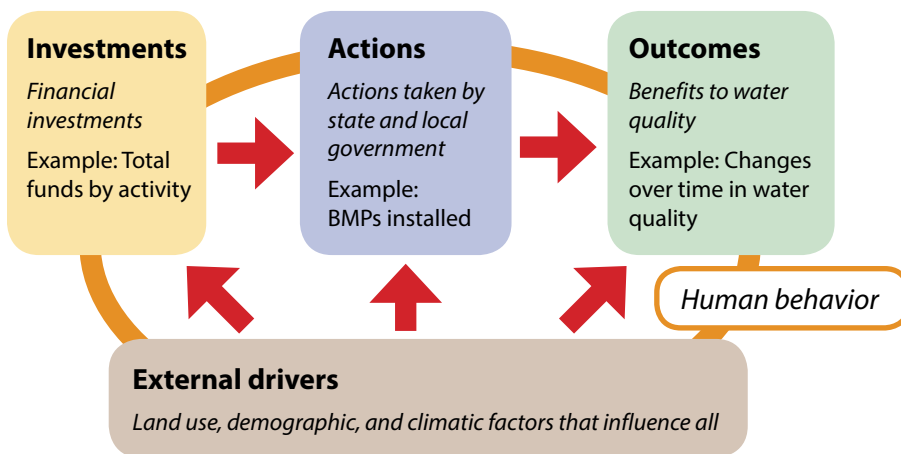 Investments
Financial
investments
Example: Total
funds by activity
Actions
Actions taken by
state and local
government
Example:
BMPs installed
Outcomes
Benefits to water
quality
Example: Changes
over time in water
quality
Human behavior
External drivers
Land use, demographic, and climatic factors that influence all